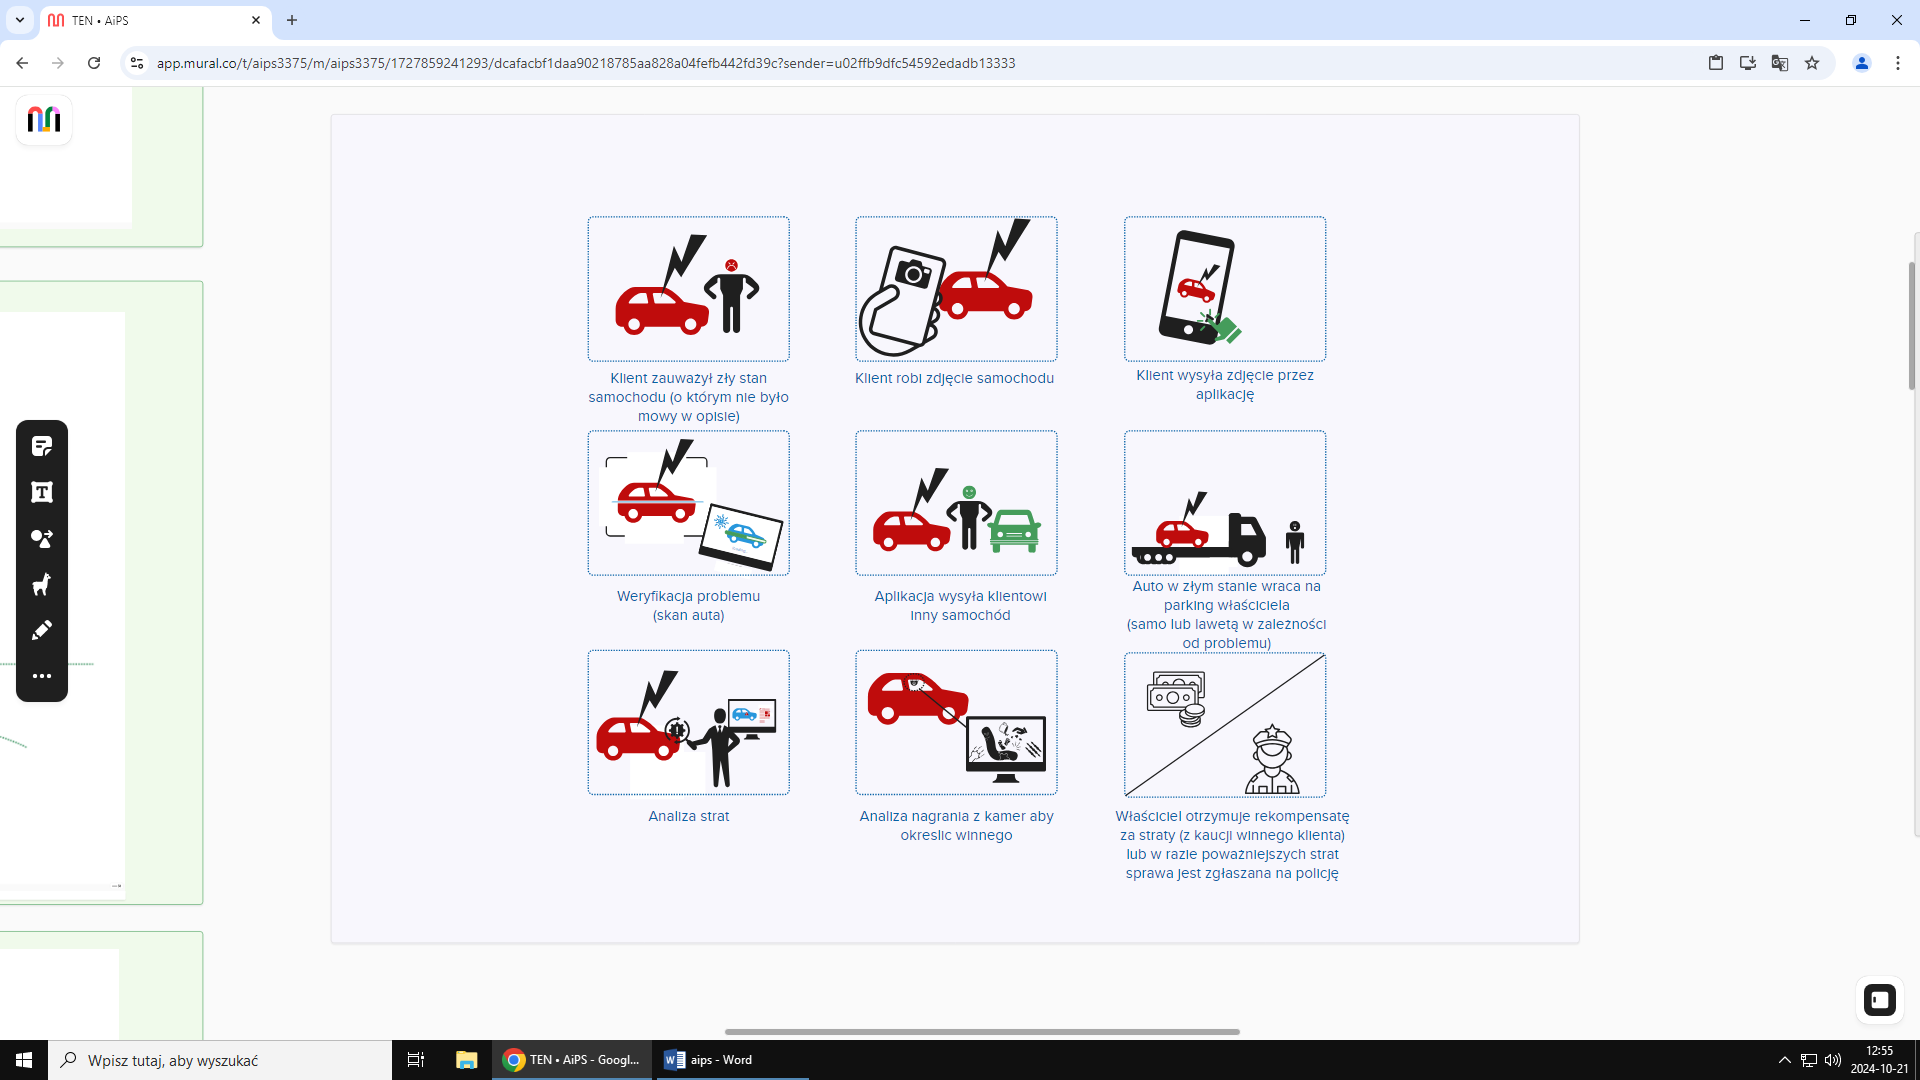 TEN • AiPS
app.mural.co/t/aips3375/m/aips3375/1727859241293/dcafacbf1daa90218785aa828a04fefb442fd39c?sender=u02ffb9dfc54592edadb13333
Klient zauważył zły stan
samochodu (o którym nie było
mowy w opisie)
Klient robi zdjęcie samochodu
Klient wysyła zdjęcie przez
aplikację
Weryfikacja problemu
(skan auta)
Aplikacja wysyła klientowi
inny samochód
Auto w złym stanie wraca na
parking właściciela
(samo lub lawetą w zależności
od problemu)
Analiza strat
Analiza nagrania z kamer aby
okreslic winnego
Właściciel otrzymuje rekompensatę
za straty (z kaucji winnego klienta)
lub w razie poważniejszych strat
sprawa jest zgłaszana na policję
T
Wpisz tutaj, aby wyszukać
TEN • AiPS - Googl...
aips - Word
12:55
2024-10-21